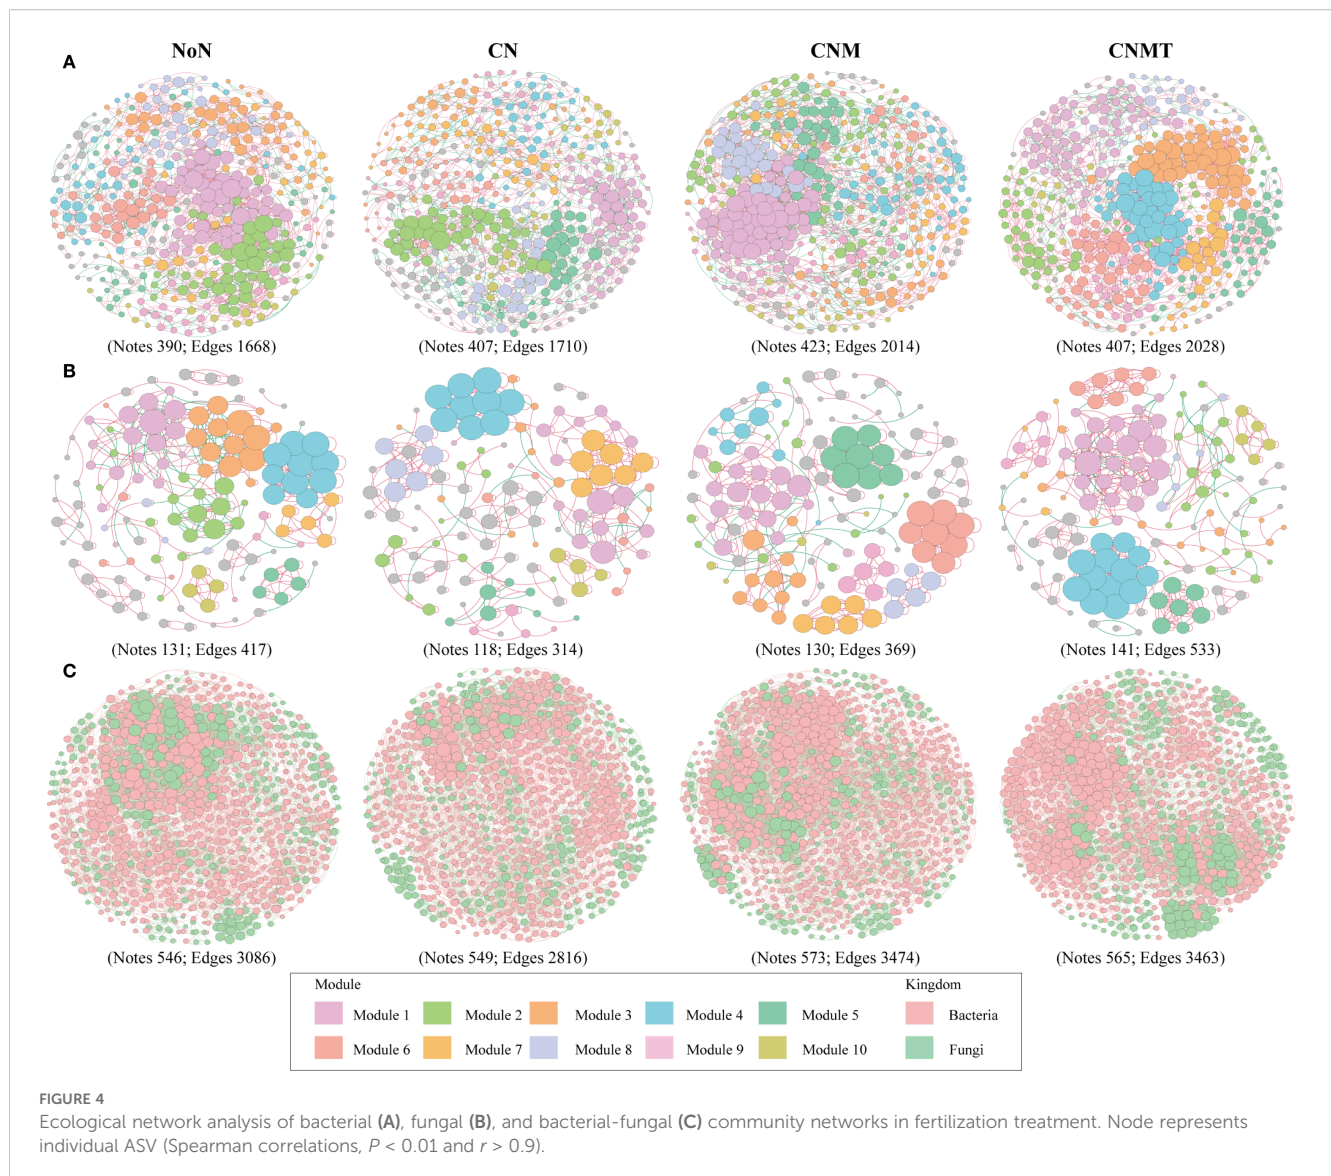 NoN CN CNM CNMT
A
(Notes 390; Edges 1668) (Notes 407; Edges 1710) (Notes 423; Edges 2014) (Notes 407; Edges 2028)
B
(Notes 131; Edges 417) (Notes 118; Edges 314) (Notes 130; Edges 369) (Notes 141; Edges 533)
C
(Notes 546; Edges 3086) (Notes 549; Edges 2816) (Notes 573; Edges 3474) (Notes 565; Edges 3463)
Module Kingdom
Module 1 Module 2 Module 3 Module 4 Module 5 Bacteria
Module 6 Module 7 Module 8 Module 9 Module 10 Fungi
FIGURE 4
Ecological network analysis of bacterial (A), fungal (B), and bacterial-fungal (C) community networks in fertilization treatment. Node represents
individual ASV (Spearman correlations, P < 0.01 and r > 0.9).